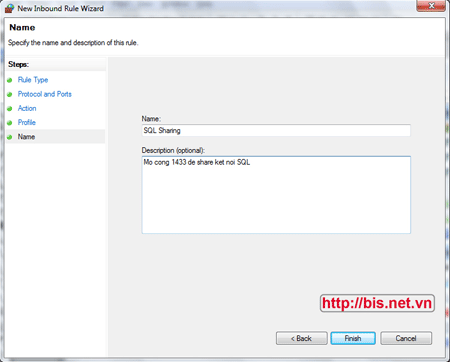 New Inbound Rule Wizard
Name
Specify the name and description of this rule.
Steps:
Rule Type
Protocol and Ports
Action
Profile
Name
Name:
SQL Sharing
Description (optional):
Mo cong 1433 de share ket noi SQL
http://bis.net.vn
< Back
Finish
Cancel